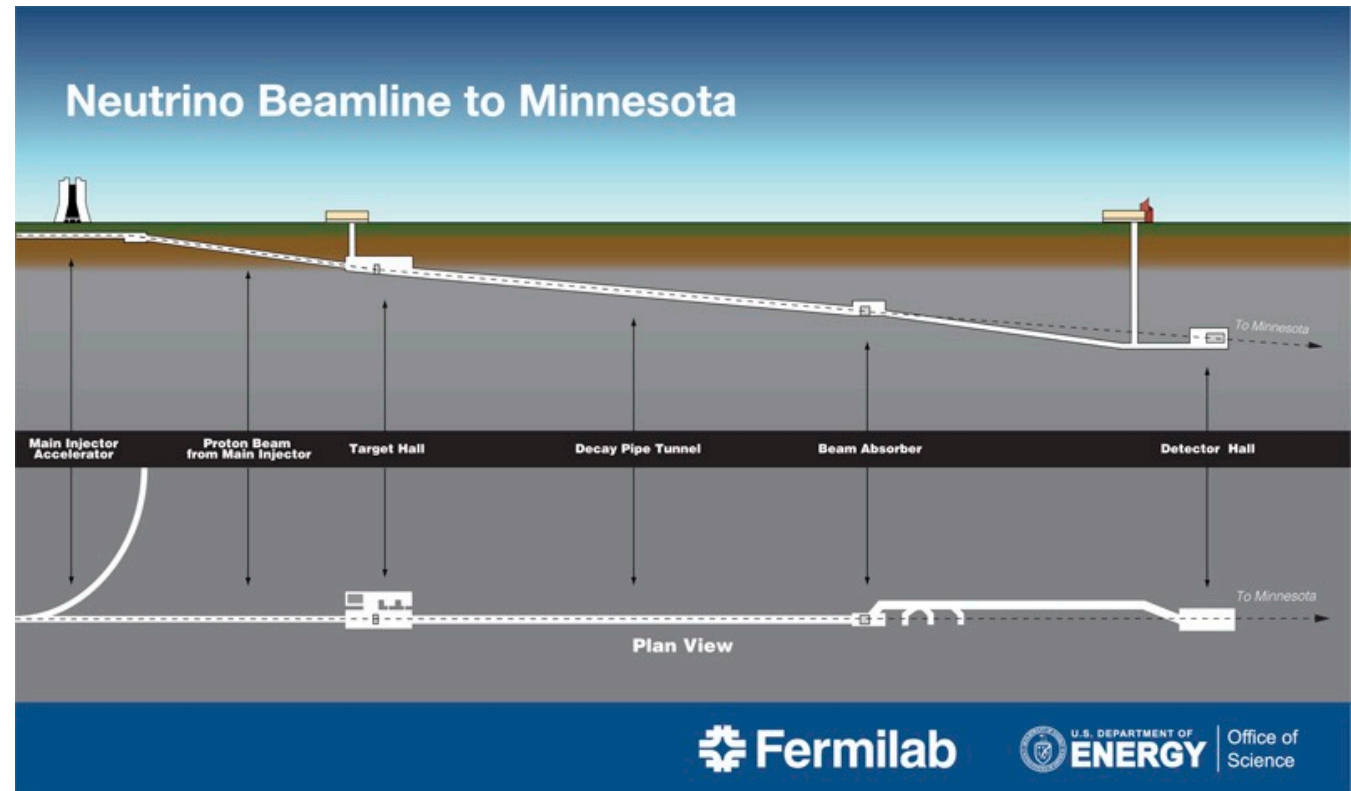 Neutrino Beamline to Minnesota
To Minnesota
Main Injector
Accelerator
Proton Beam
from Main Injector
Target Hall
Decay Pipe Tunnel
Beam Absorber
Detector Hall
To Minnesota
Plan View
Fermilab
U.S. DEPARTMENT OF
ENERGY
Office of
Science